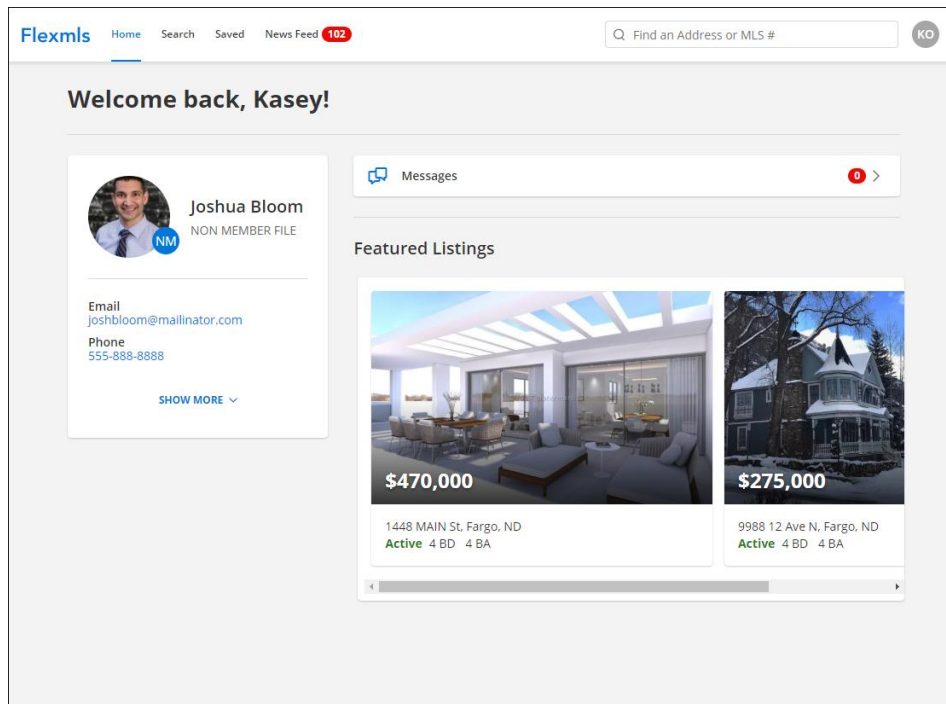 Flexmls Home Search Saved News Feed 102 Find an Address or MLS # KO
Welcome back, Kasey!
Messages 0
Joshua Bloom
NON MEMBER FILE
NM
Email
joshbloom@mailinator.com
Phone
555-888-8888
SHOW MORE
Featured Listings
$470,000
1448 MAIN St, Fargo, ND
Active 4 BD 4 BA
$275,000
9988 12 Ave N, Fargo, ND
Active 4 BD 4 BA